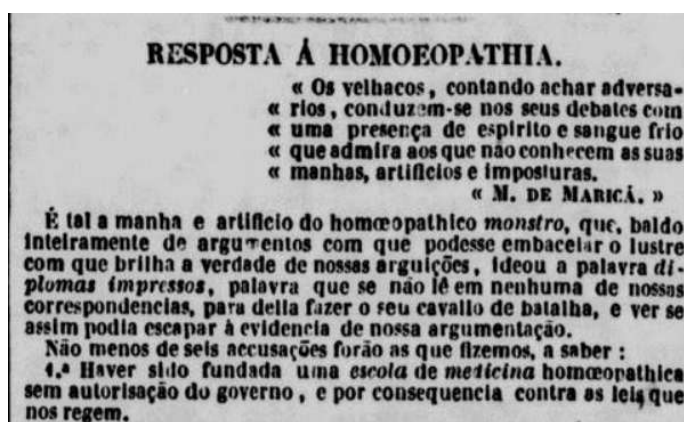 RESPOSTA Á HOMOEOPATHIA.
« Os velhacos, contando achar adversa-
« rios, conduzem-se nos seus debates com
« uma presença de espirito e sangue frio
« que admira aos que não conhecem as suas
« manhas, artificios e imposturas.
« M. DE MARICÁ. »
É tal a manha e artificio do homœopathico monstro, que, baldo
inteiramente de argumentos com que podesse embacelar o lustre
com que brilha a verdade de nossas arguições, ideou a palavra di-
plomas impressos, palavra que se não lê em nenhuma de nossas
correspondencias, para della fazer o seu cavallo de batalha, e ver se
assim podia escapar á evidencia de nossa argumentação.
Não menos de seis accusações forão as que fizemos, a saber :
1.ª Haver sido fundada uma escola de medicina homœopathica
sem autorisação do governo, e por consequencia contra as leis que
nos regem.